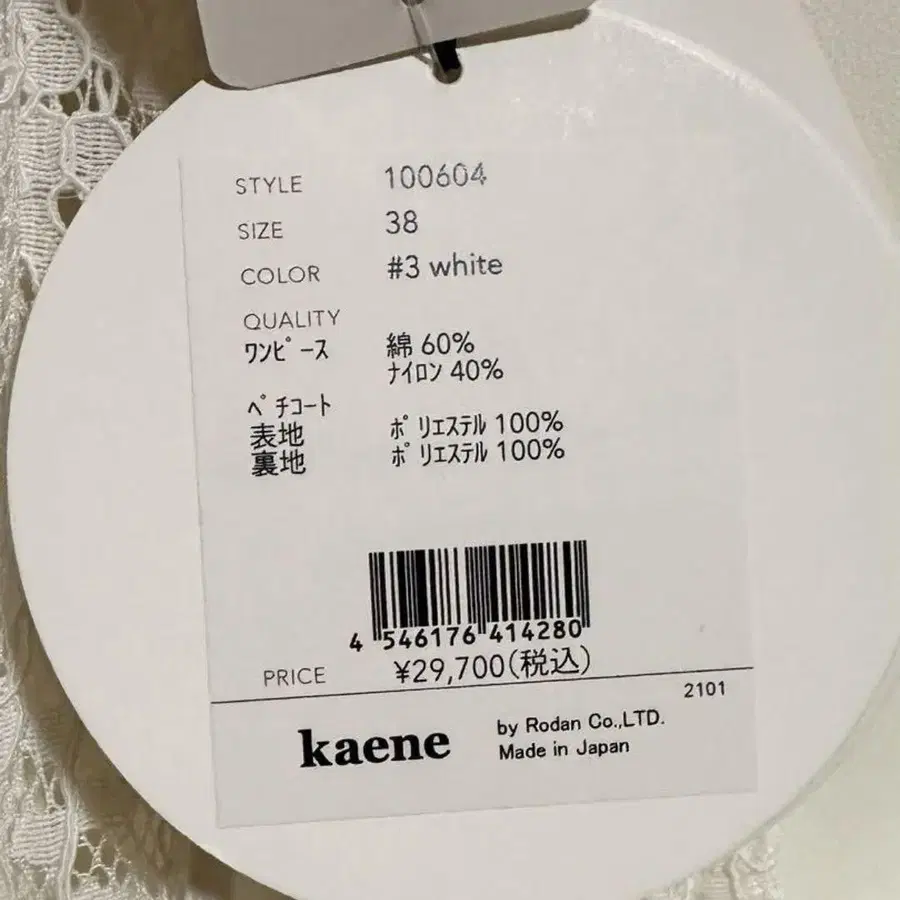 STYLE 100604
SIZE 38
COLOR #3 white
QUALITY
ワンピース 綿 60%
ナイロン 40%
ペチコート
表地 ポリエステル 100%
裏地 ポリエステル 100%
4 546176 414280
PRICE ¥29,700(税込)
2101
kaene by Rodan Co.,LTD.
Made in Japan